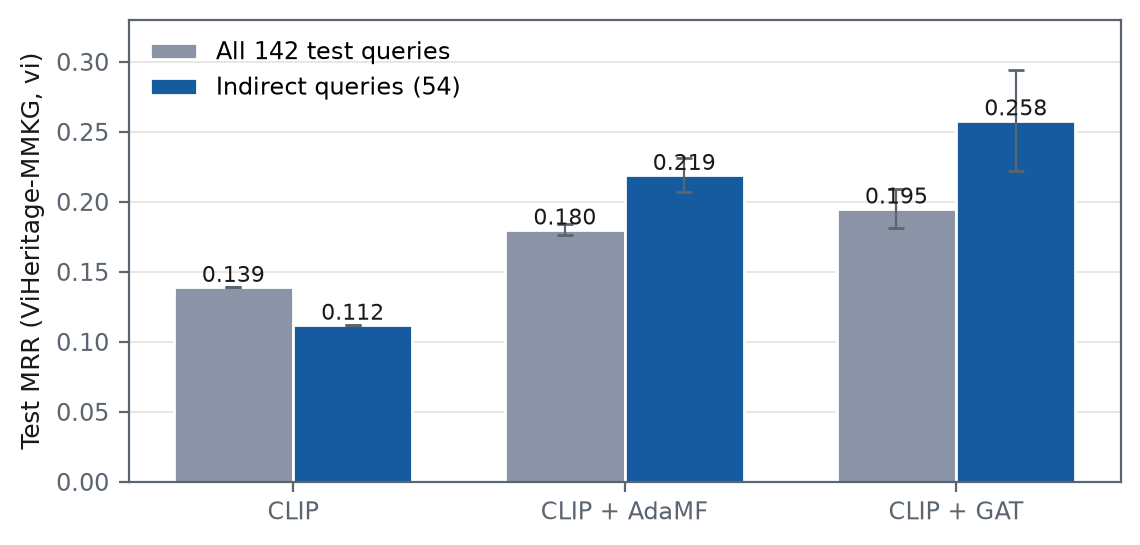 All 142 test queries
Indirect queries (54)
Test MRR (ViHeritage-MMKG, vi)
0.30
0.25
0.20
0.15
0.10
0.05
0.00
0.139
0.112
0.180
0.219
0.195
0.258
CLIP
CLIP + AdaMF
CLIP + GAT